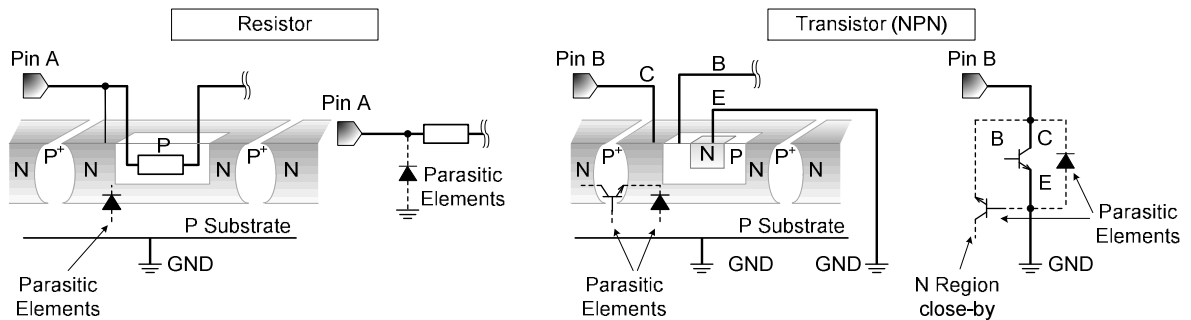 Resistor
Transistor (NPN)
Pin A
Pin A
N
P+
N
P
N
P+
N
Parasitic
Elements
P Substrate
GND
Parasitic
Elements
Pin B
C
B
E
N
P+
N
N
P
N
P+
N
P Substrate
GND
GND
Parasitic
Elements
Pin B
B
C
E
Parasitic
Elements
GND
N Region
close-by